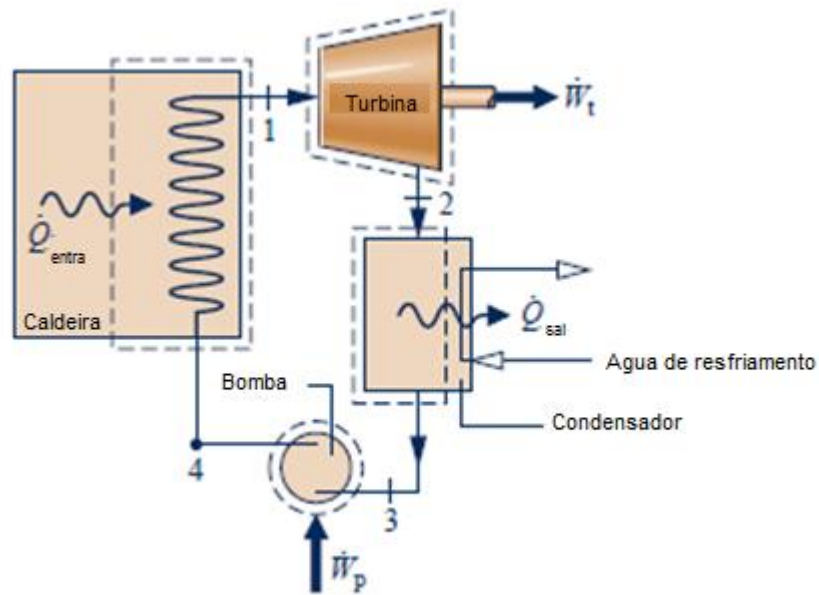 Turbina
Ẇt
1
2
Q̇entra
Caldeira
Q̇sal
Agua de resfriamento
Bomba
Condensador
4
3
Ẇp